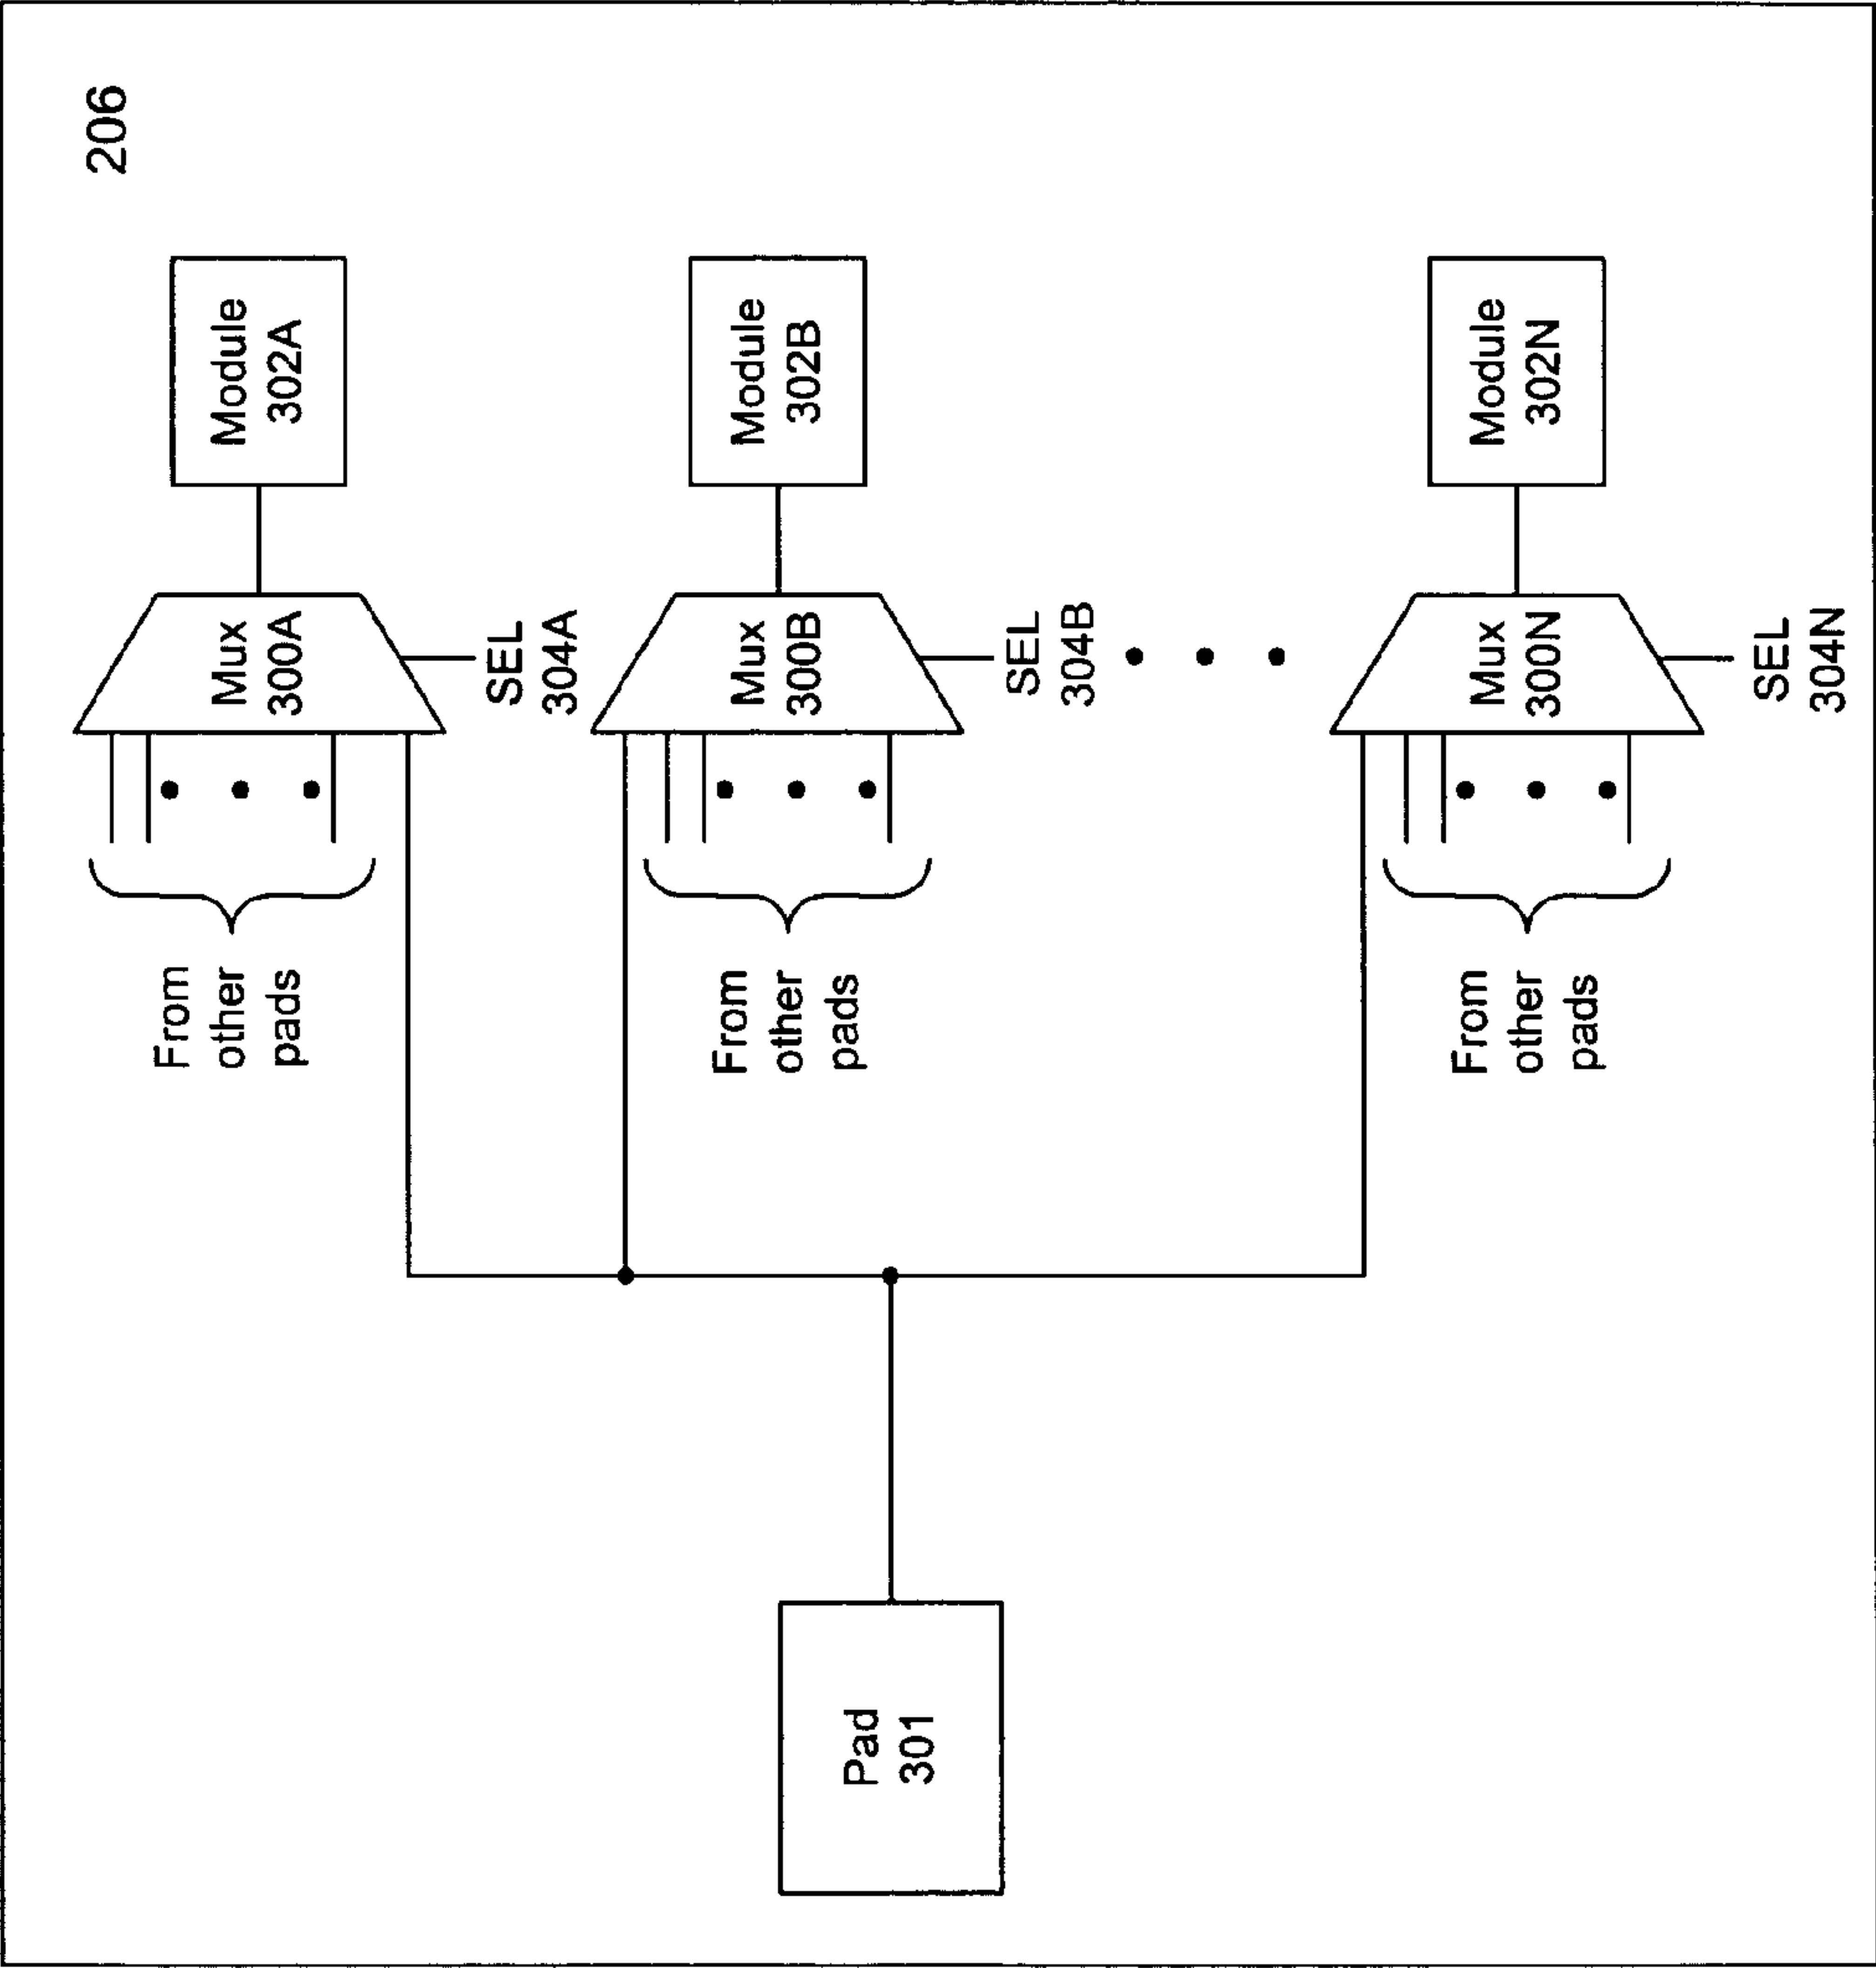 206
From
other
pads
Mux
300A
SEL
304A
Module
302A
From
other
pads
Mux
300B
SEL
304B
Module
302B
Pad
301
From
other
pads
Mux
300N
SEL
304N
Module
302N